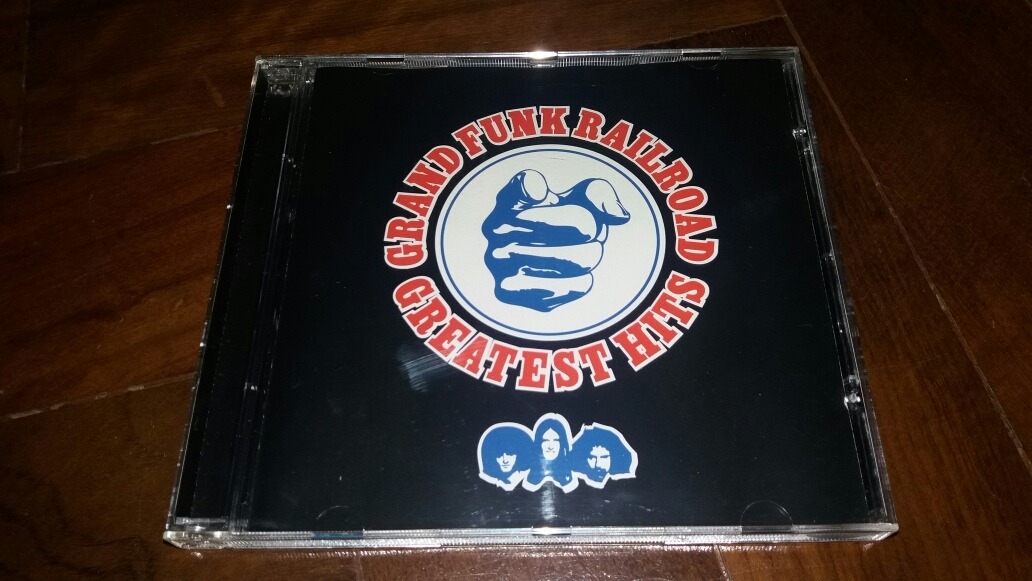 GRAND FUNK RAILROAD
GREATEST HITS